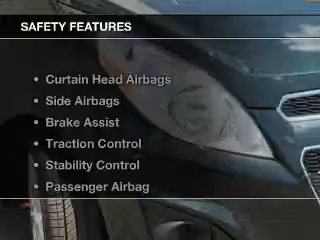 SAFETY FEATURES
• Curtain Head Airbags
• Side Airbags
• Brake Assist
• Traction Control
• Stability Control
• Passenger Airbag